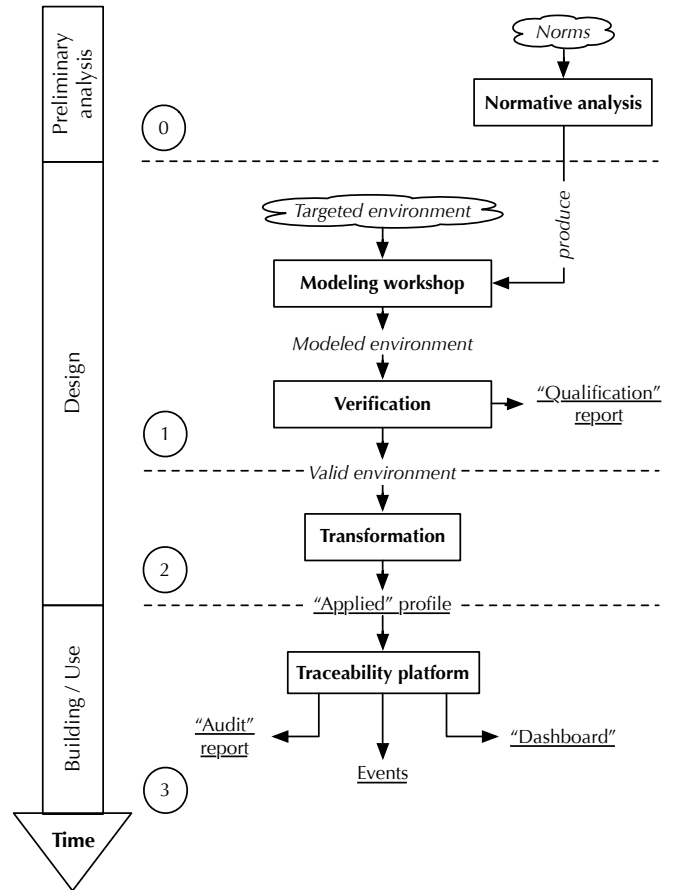 Norms
Preliminary
analysis
Normative analysis
0
Targeted environment
produce
Modeling workshop
Design
Modeled environment
Verification
“Qualification”
report
1
Valid environment
Transformation
2
“Applied” profile
Building / Use
Traceability platform
“Audit”
report
“Dashboard”
Events
3
Time